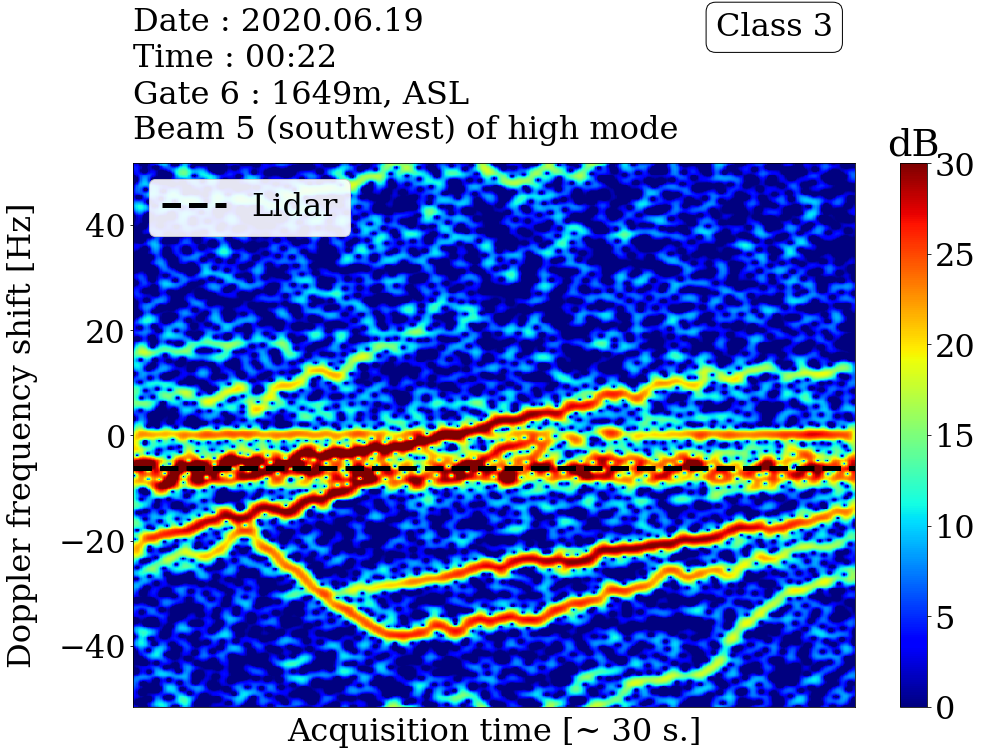 Date : 2020.06.19
Time : 00:22
Gate 6 : 1649m, ASL
Beam 5 (southwest) of high mode
Class 3
dB
Lidar
Doppler frequency shift [Hz]
40
20
0
−20
−40
30
25
20
15
10
5
0
Acquisition time [~ 30 s.]